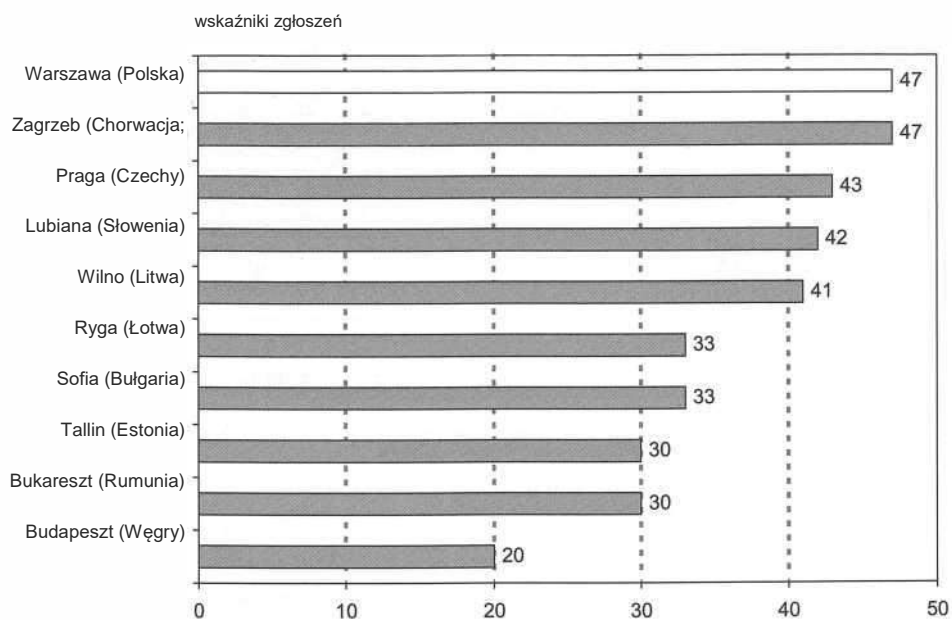 wskaźniki zgłoszeń
Warszawa (Polska) 47
Zagrzeb (Chorwacja; 47
Praga (Czechy) 43
Lubiana (Słowenia) 42
Wilno (Litwa) 41
Ryga (Łotwa) 33
Sofia (Bułgaria) 33
Tallin (Estonia) 30
Bukareszt (Rumunia) 30
Budapeszt (Węgry) 20
0 10 20 30 40 50